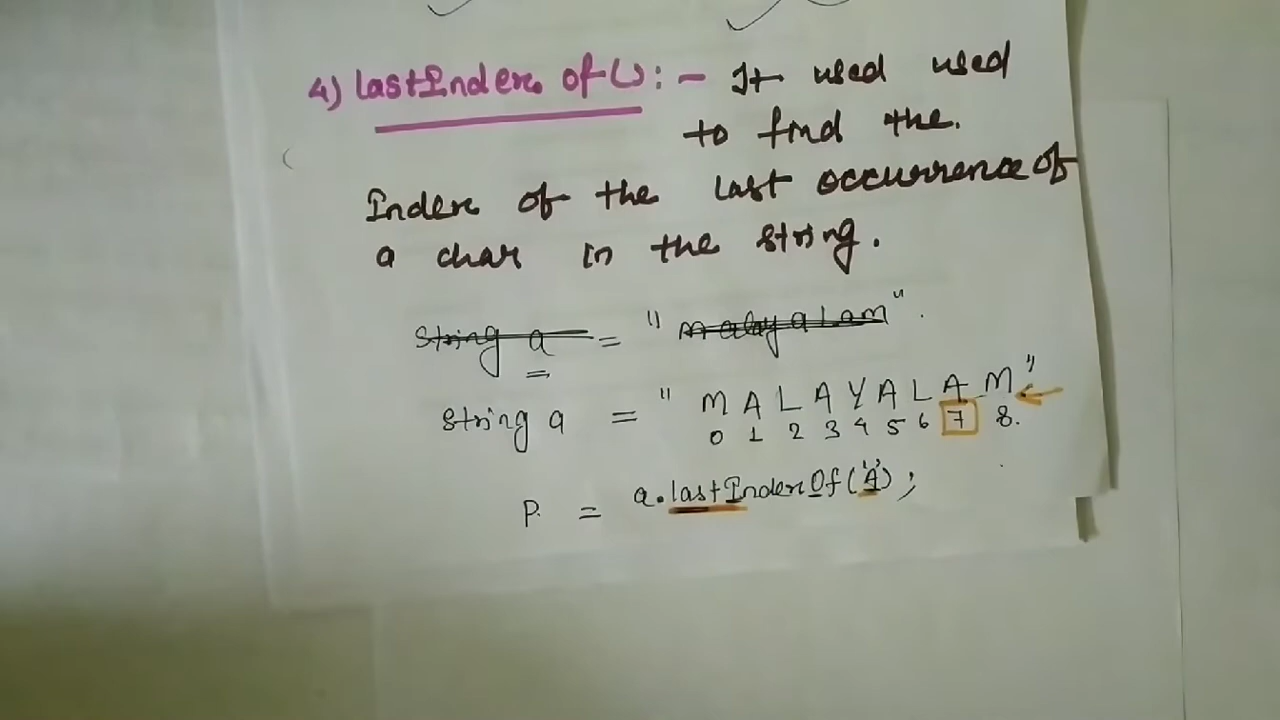 4) lastIndex of () : - It used used
to find the.
Index of the last occurrence of
a char in the string.
String a = " malayalam ".
String a = " M A L A Y A L A M "
0 1 2 3 4 5 6 7 8.
P. = a.lastIndexOf('A');